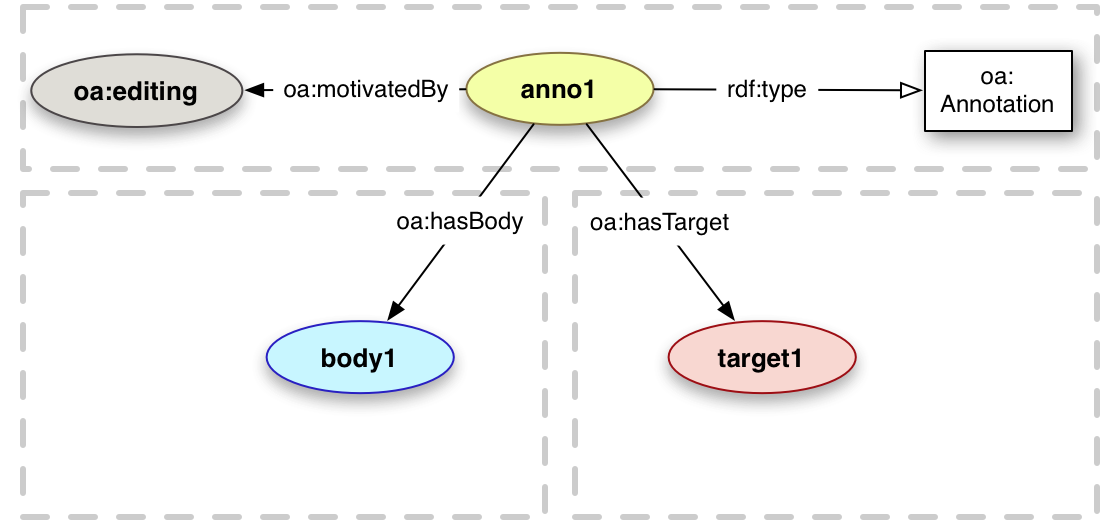 oa:editing
oa:motivatedBy
anno1
rdf:type
oa:
Annotation
oa:hasBody
oa:hasTarget
body1
target1